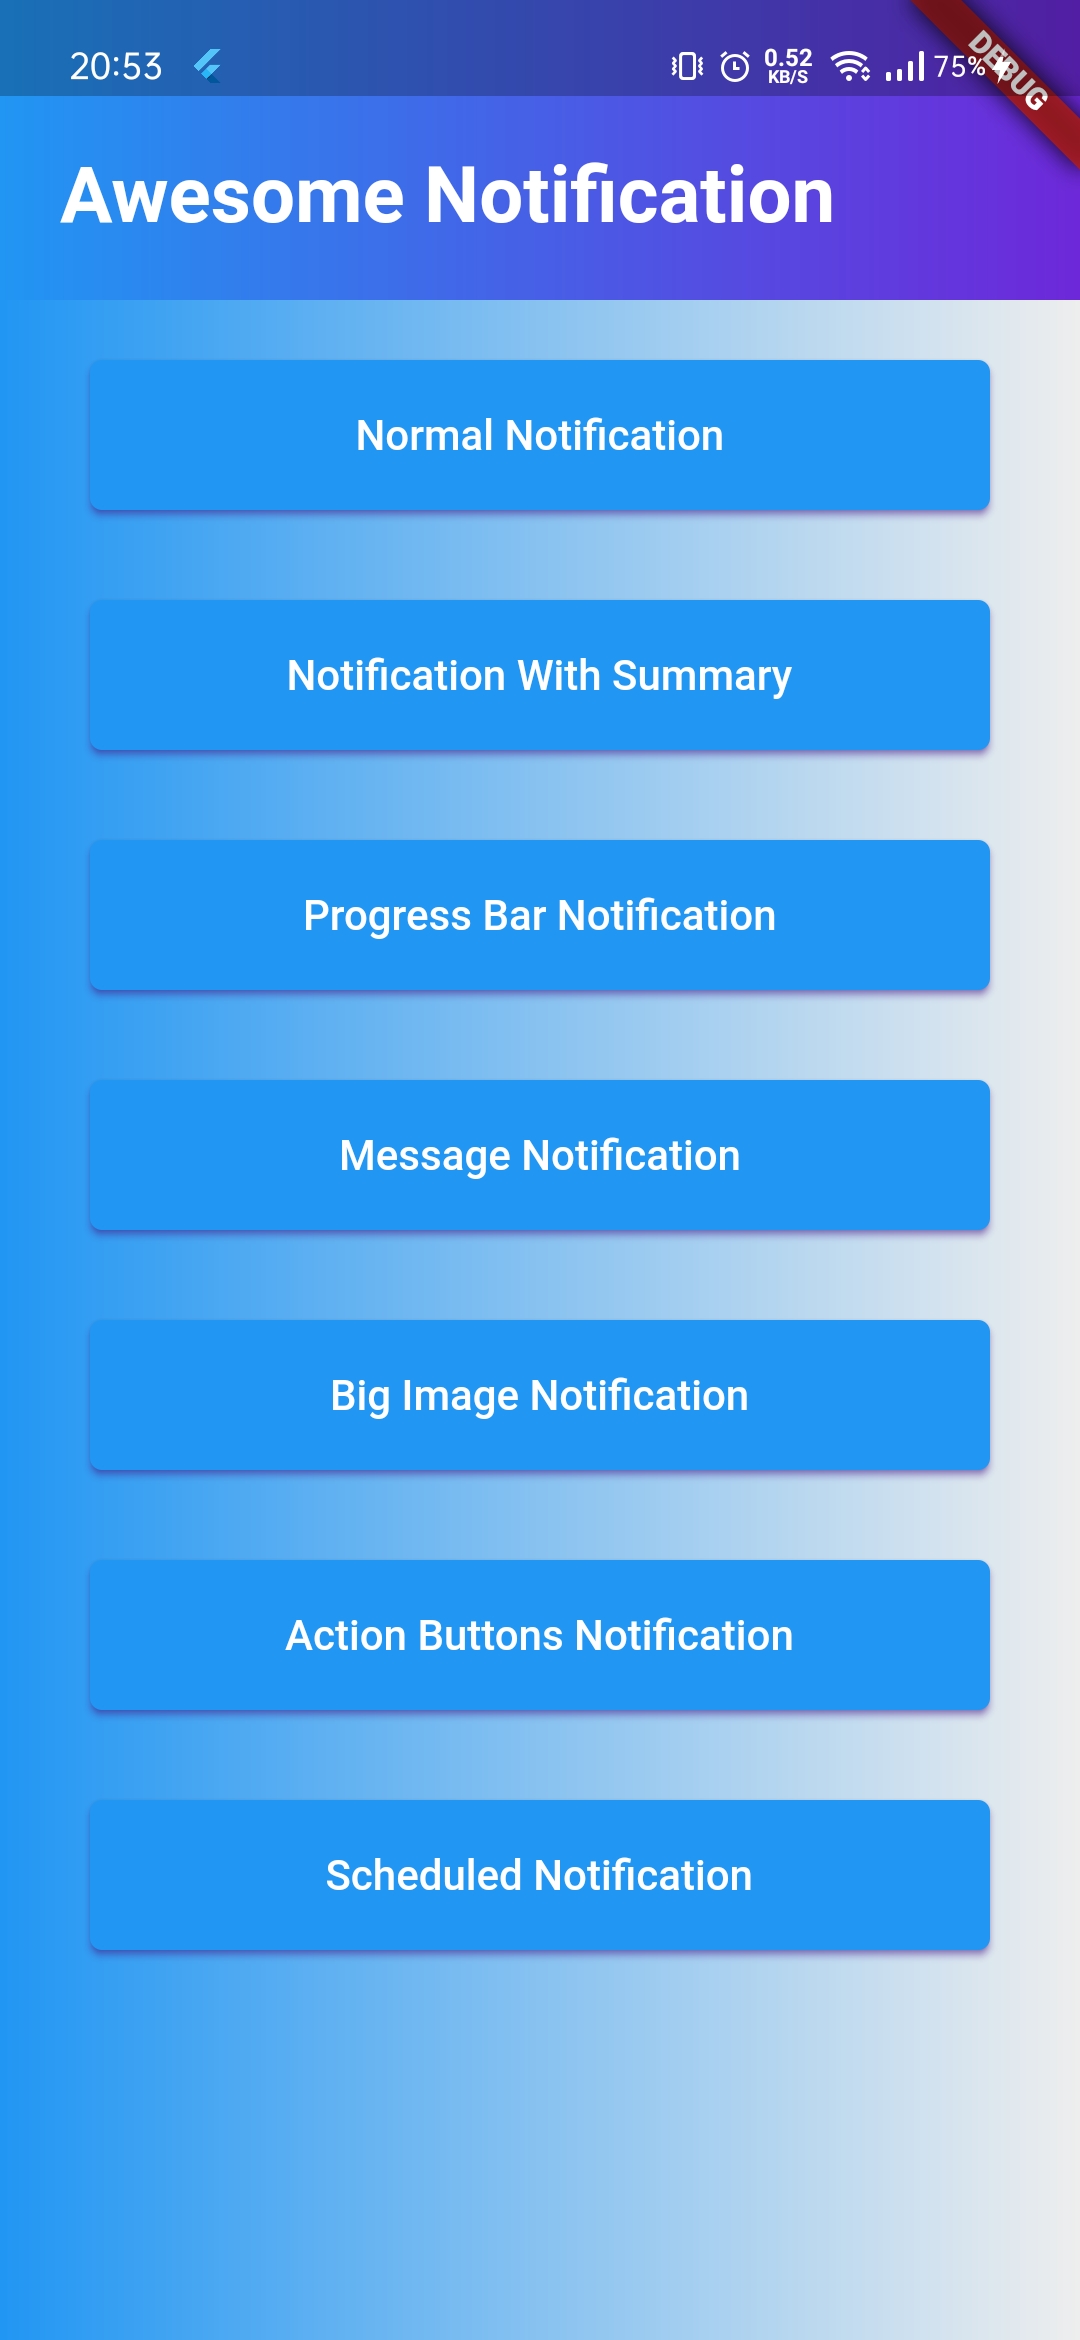 20:53
0.52
KB/S
75%
DEBUG
Awesome Notification
Normal Notification
Notification With Summary
Progress Bar Notification
Message Notification
Big Image Notification
Action Buttons Notification
Scheduled Notification